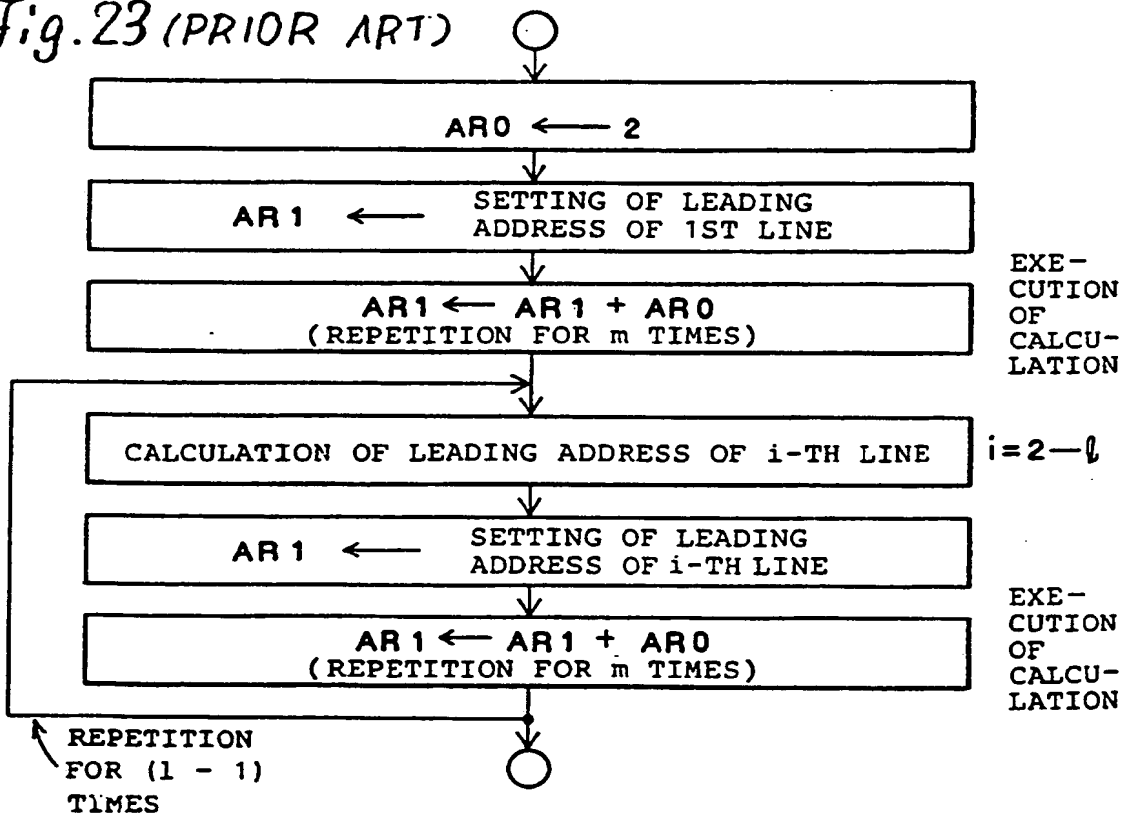 Fig.23 (PRIOR ART)
AR0 ← 2
AR1 ← SETTING OF LEADING
ADDRESS OF 1ST LINE
AR1 ← AR1 + AR0
(REPETITION FOR m TIMES)
EXE-
CUTION
OF
CALCU-
LATION
CALCULATION OF LEADING ADDRESS OF i-TH LINE
i=2—ℓ
AR1 ← SETTING OF LEADING
ADDRESS OF i-TH LINE
AR1 ← AR1 + AR0
(REPETITION FOR m TIMES)
EXE-
CUTION
OF
CALCU-
LATION
REPETITION
FOR (l - 1)
TIMES